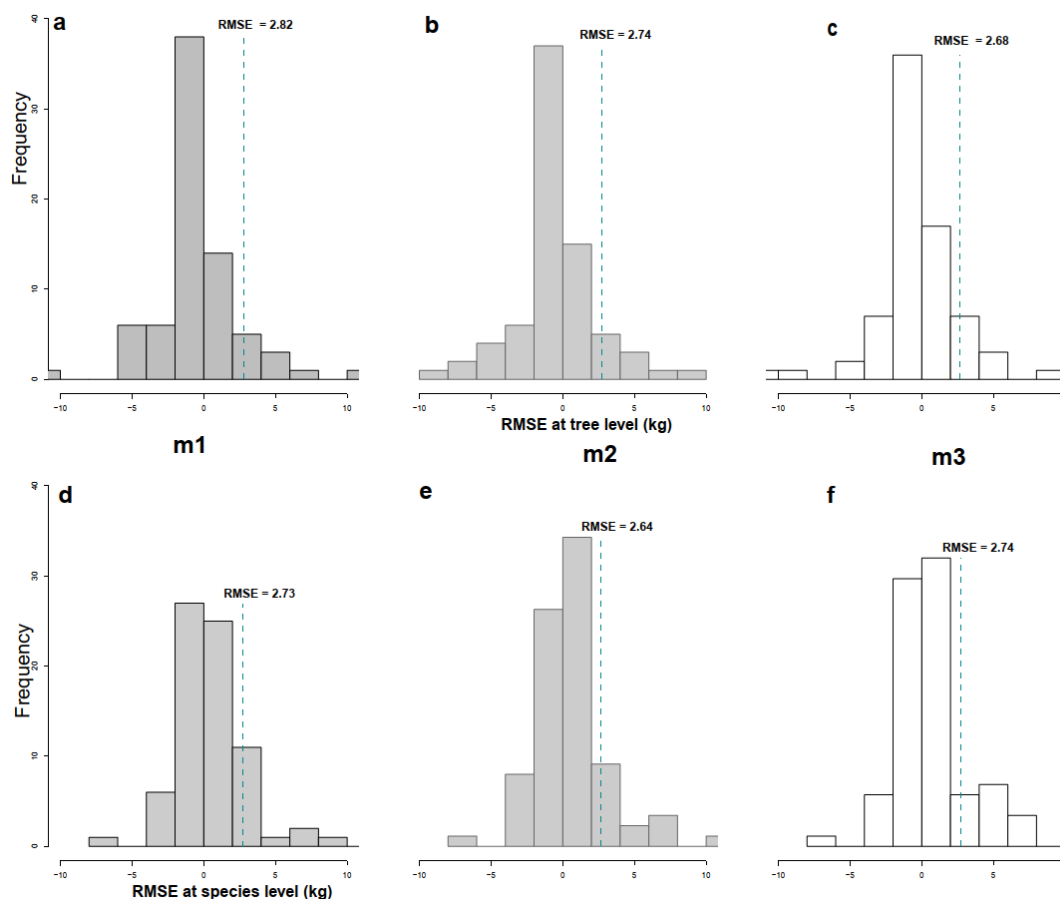 a
RMSE = 2.82
b
RMSE = 2.74
c
RMSE = 2.68
Frequency
0 10 20 30 40
−10 −5 0 5 10
−10 −5 0 5 10
−10 −5 0 5
RMSE at tree level (kg)
m1
m2
m3
d
RMSE = 2.73
e
RMSE = 2.64
f
RMSE = 2.74
Frequency
0 10 20 30 40
−10 −5 0 5 10
−10 −5 0 5 10
−10 −5 0 5
RMSE at species level (kg)